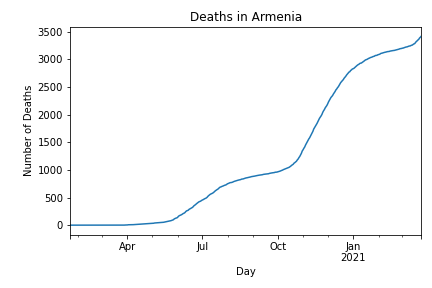 Deaths in Armenia
3500
3000
2500
2000
1500
1000
500
0
Number of Deaths
Apr
Jul
Oct
Jan
2021
Day